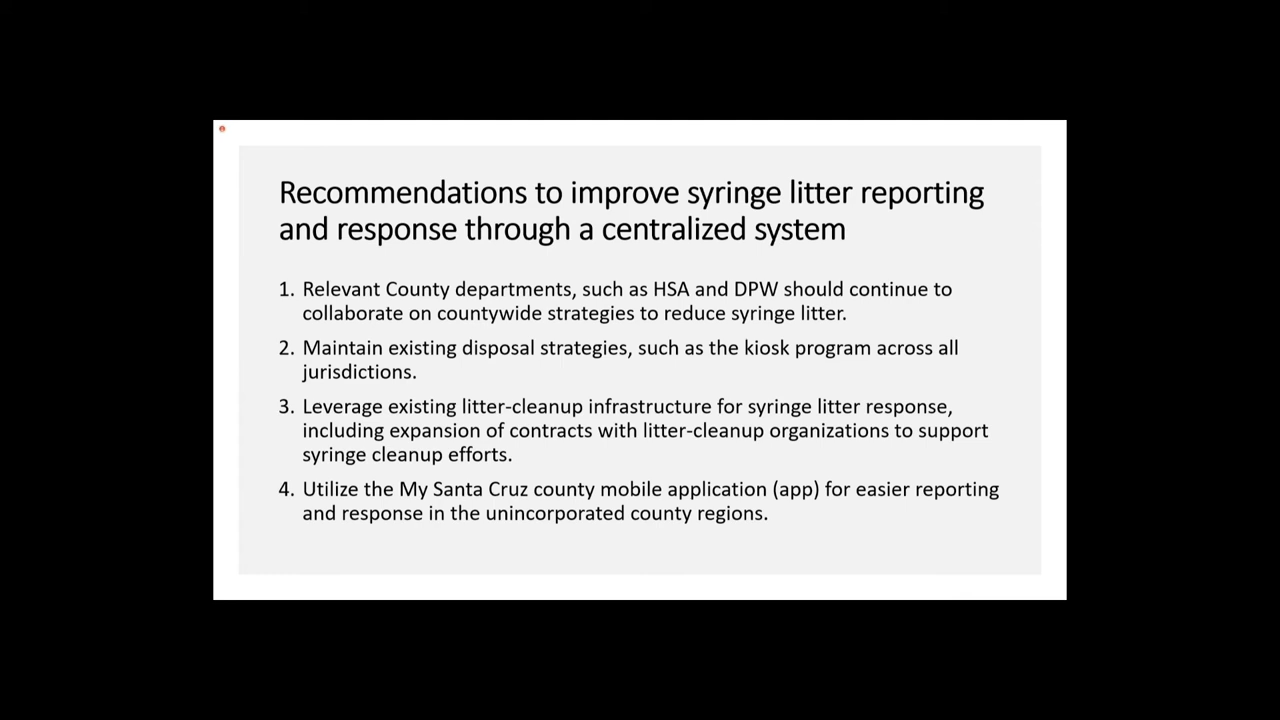 Recommendations to improve syringe litter reporting
and response through a centralized system
1. Relevant County departments, such as HSA and DPW should continue to
collaborate on countywide strategies to reduce syringe litter.
2. Maintain existing disposal strategies, such as the kiosk program across all
jurisdictions.
3. Leverage existing litter-cleanup infrastructure for syringe litter response,
including expansion of contracts with litter-cleanup organizations to support
syringe cleanup efforts.
4. Utilize the My Santa Cruz county mobile application (app) for easier reporting
and response in the unincorporated county regions.